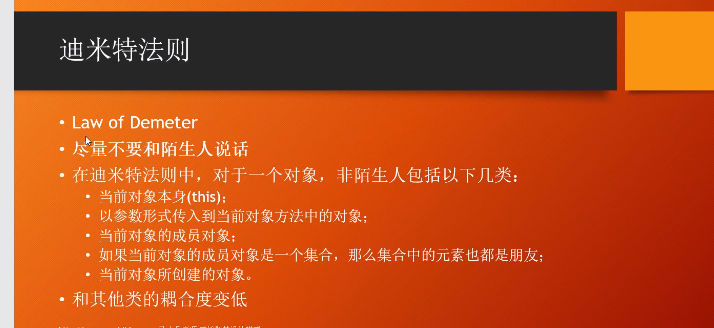 迪米特法则
• Law of Demeter
• 尽量不要和陌生人说话
• 在迪米特法则中，对于一个对象，非陌生人包括以下几类：
• 当前对象本身(this)；
• 以参数形式传入到当前对象方法中的对象；
• 当前对象的成员对象；
• 如果当前对象的成员对象是一个集合，那么集合中的元素也都是朋友；
• 当前对象所创建的对象。
• 和其他类的耦合度变低